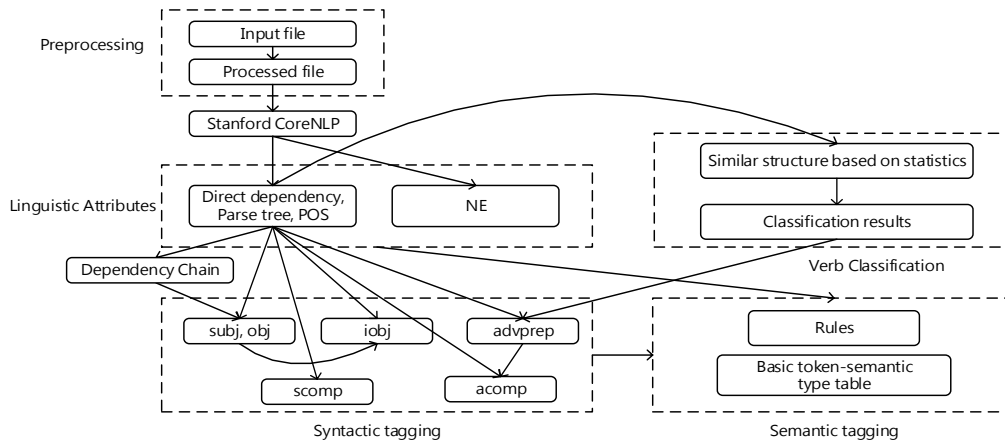 Preprocessing
Input file
Processed file
Stanford CoreNLP
Similar structure based on statistics
Linguistic Attributes
Direct dependency,
Parse tree, POS
NE
Classification results
Dependency Chain
Verb Classification
subj, obj
iobj
advprep
Rules
scomp
acomp
Basic token-semantic
type table
Syntactic tagging
Semantic tagging